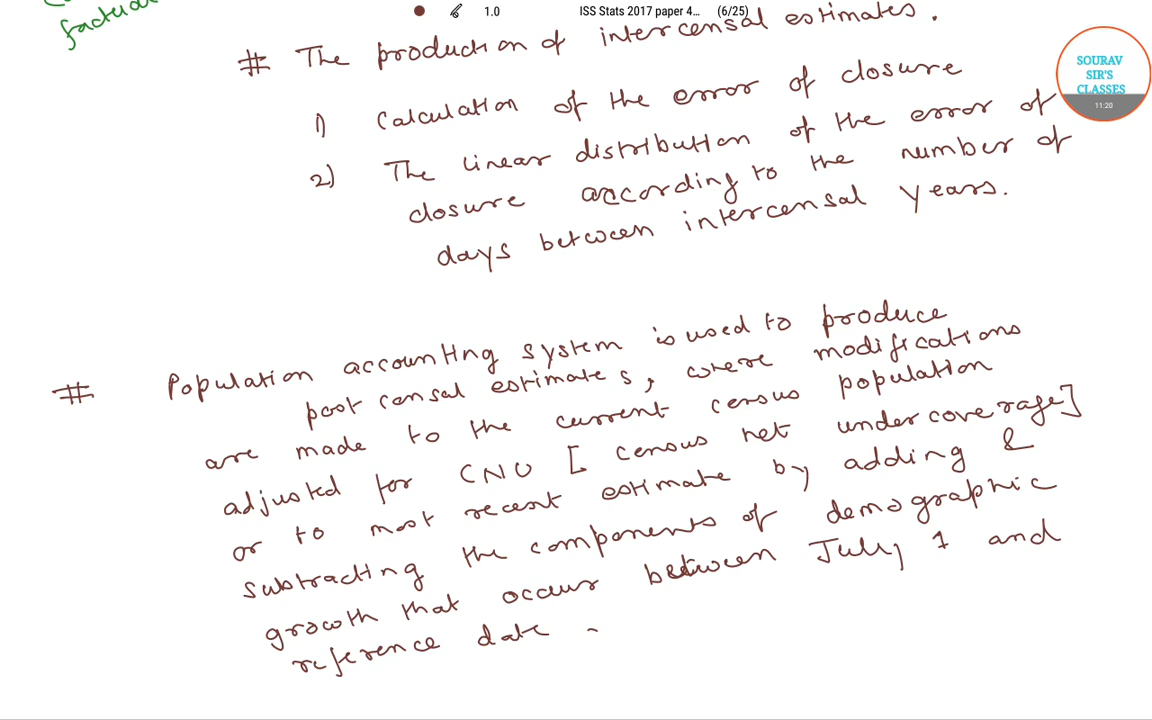 1.0 ISS Stats 2017 paper 4... (6/25)
# The production of intercensal estimates.
SOURAV
SIR'S
CLASSES
11:20
1) Calculation of the error of closure
2) The linear distribution of the error of
closure according to the number of
days between intercensal years.
# Population accounting system is used to produce
post censal estimates, where modifications
are made to the current census population
adjusted for CNU [census net undercoverage]
or to most recent estimate by adding &
subtracting the components of demographic
growth that occurs between July 1 and
reference date